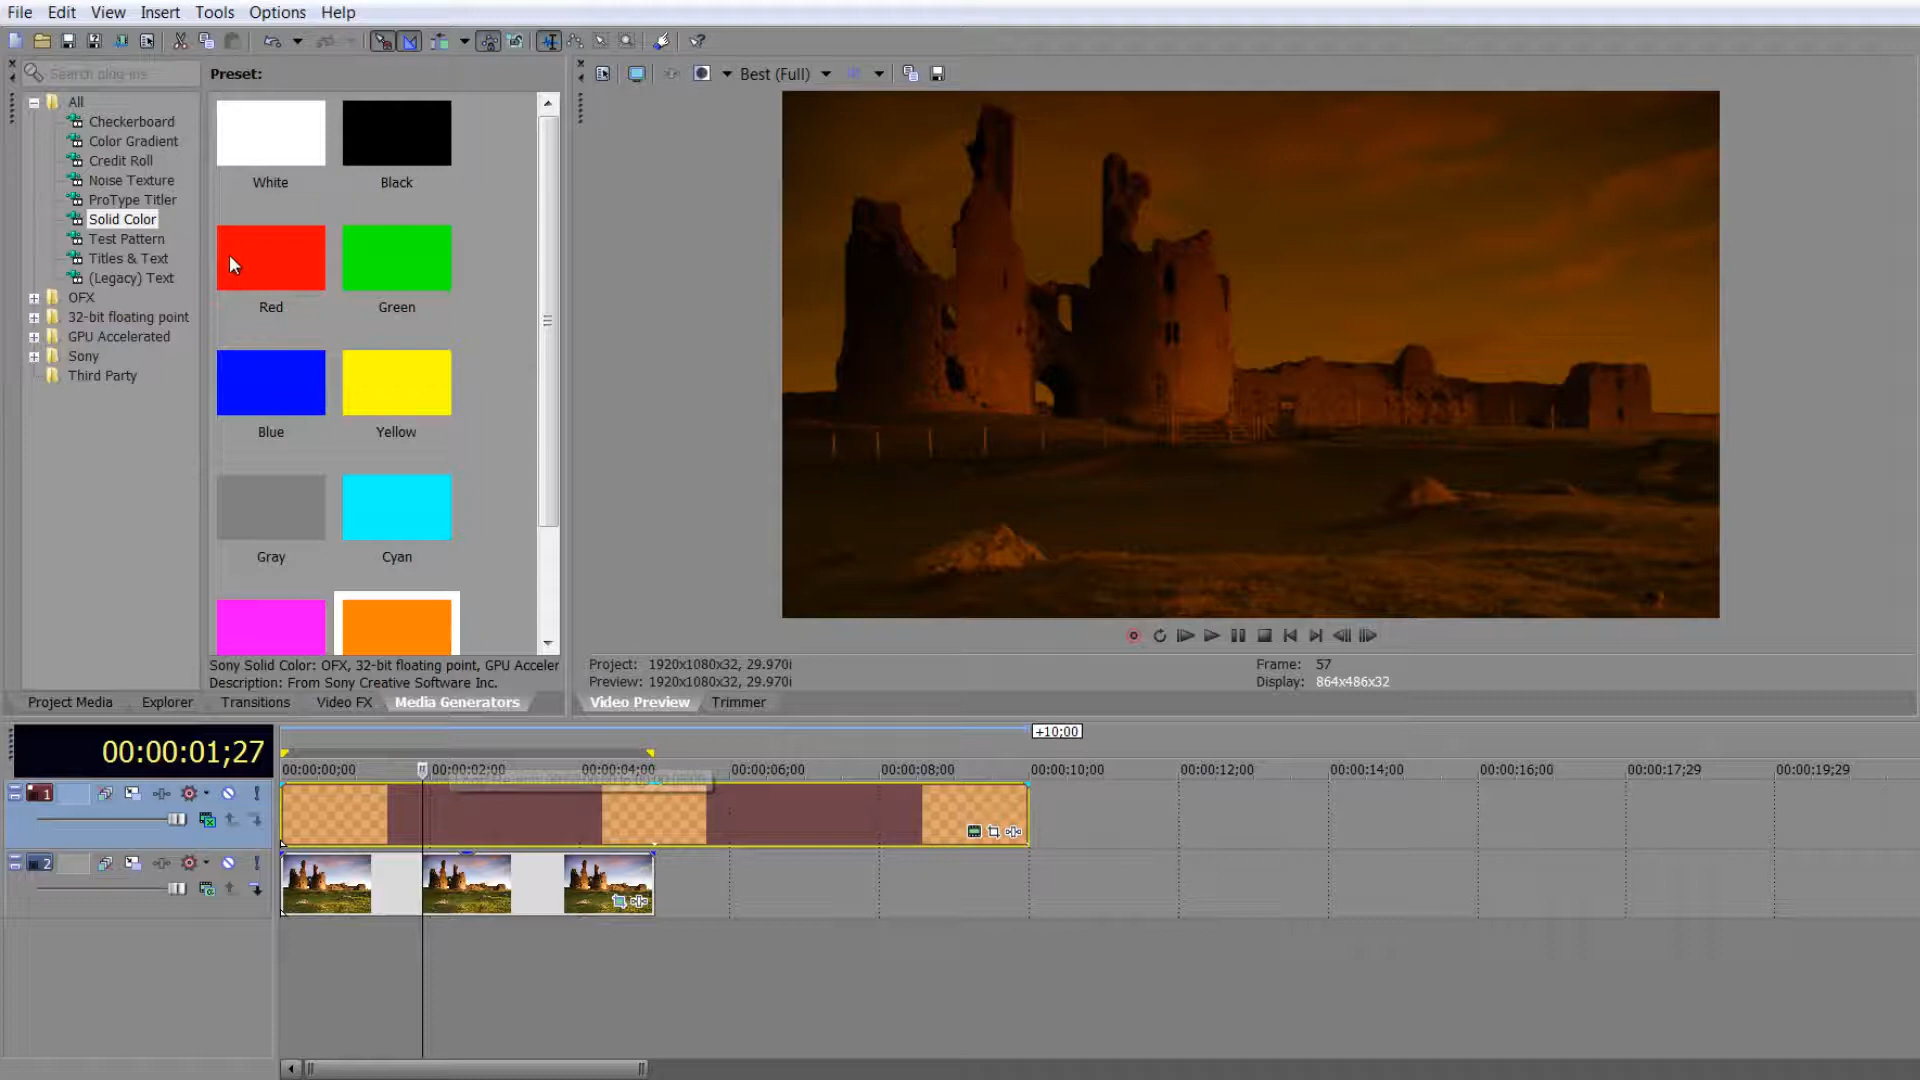 File Edit View Insert Tools Options Help
Search plug-ins
Preset:
Best (Full)
All
Checkerboard
Color Gradient
Credit Roll
Noise Texture
ProType Titler
Solid Color
Test Pattern
Titles & Text
(Legacy) Text
OFX
32-bit floating point
GPU Accelerated
Sony
Third Party
White Black
Red Green
Blue Yellow
Gray Cyan
Sony Solid Color: OFX, 32-bit floating point, GPU Acceler
Description: From Sony Creative Software Inc.
Project: 1920x1080x32, 29.970i
Preview: 1920x1080x32, 29.970i
Frame: 57
Display: 864x486x32
Project Media Explorer Transitions Video FX Media Generators
Video Preview Trimmer
00:00:01;27
+10;00
00:00:00;00 00:00:02;00 00:00:04;00 00:00:06;00 00:00:08;00 00:00:10;00 00:00:12;00 00:00:14;00 00:00:16;00 00:00:17;29 00:00:19;29
1
2